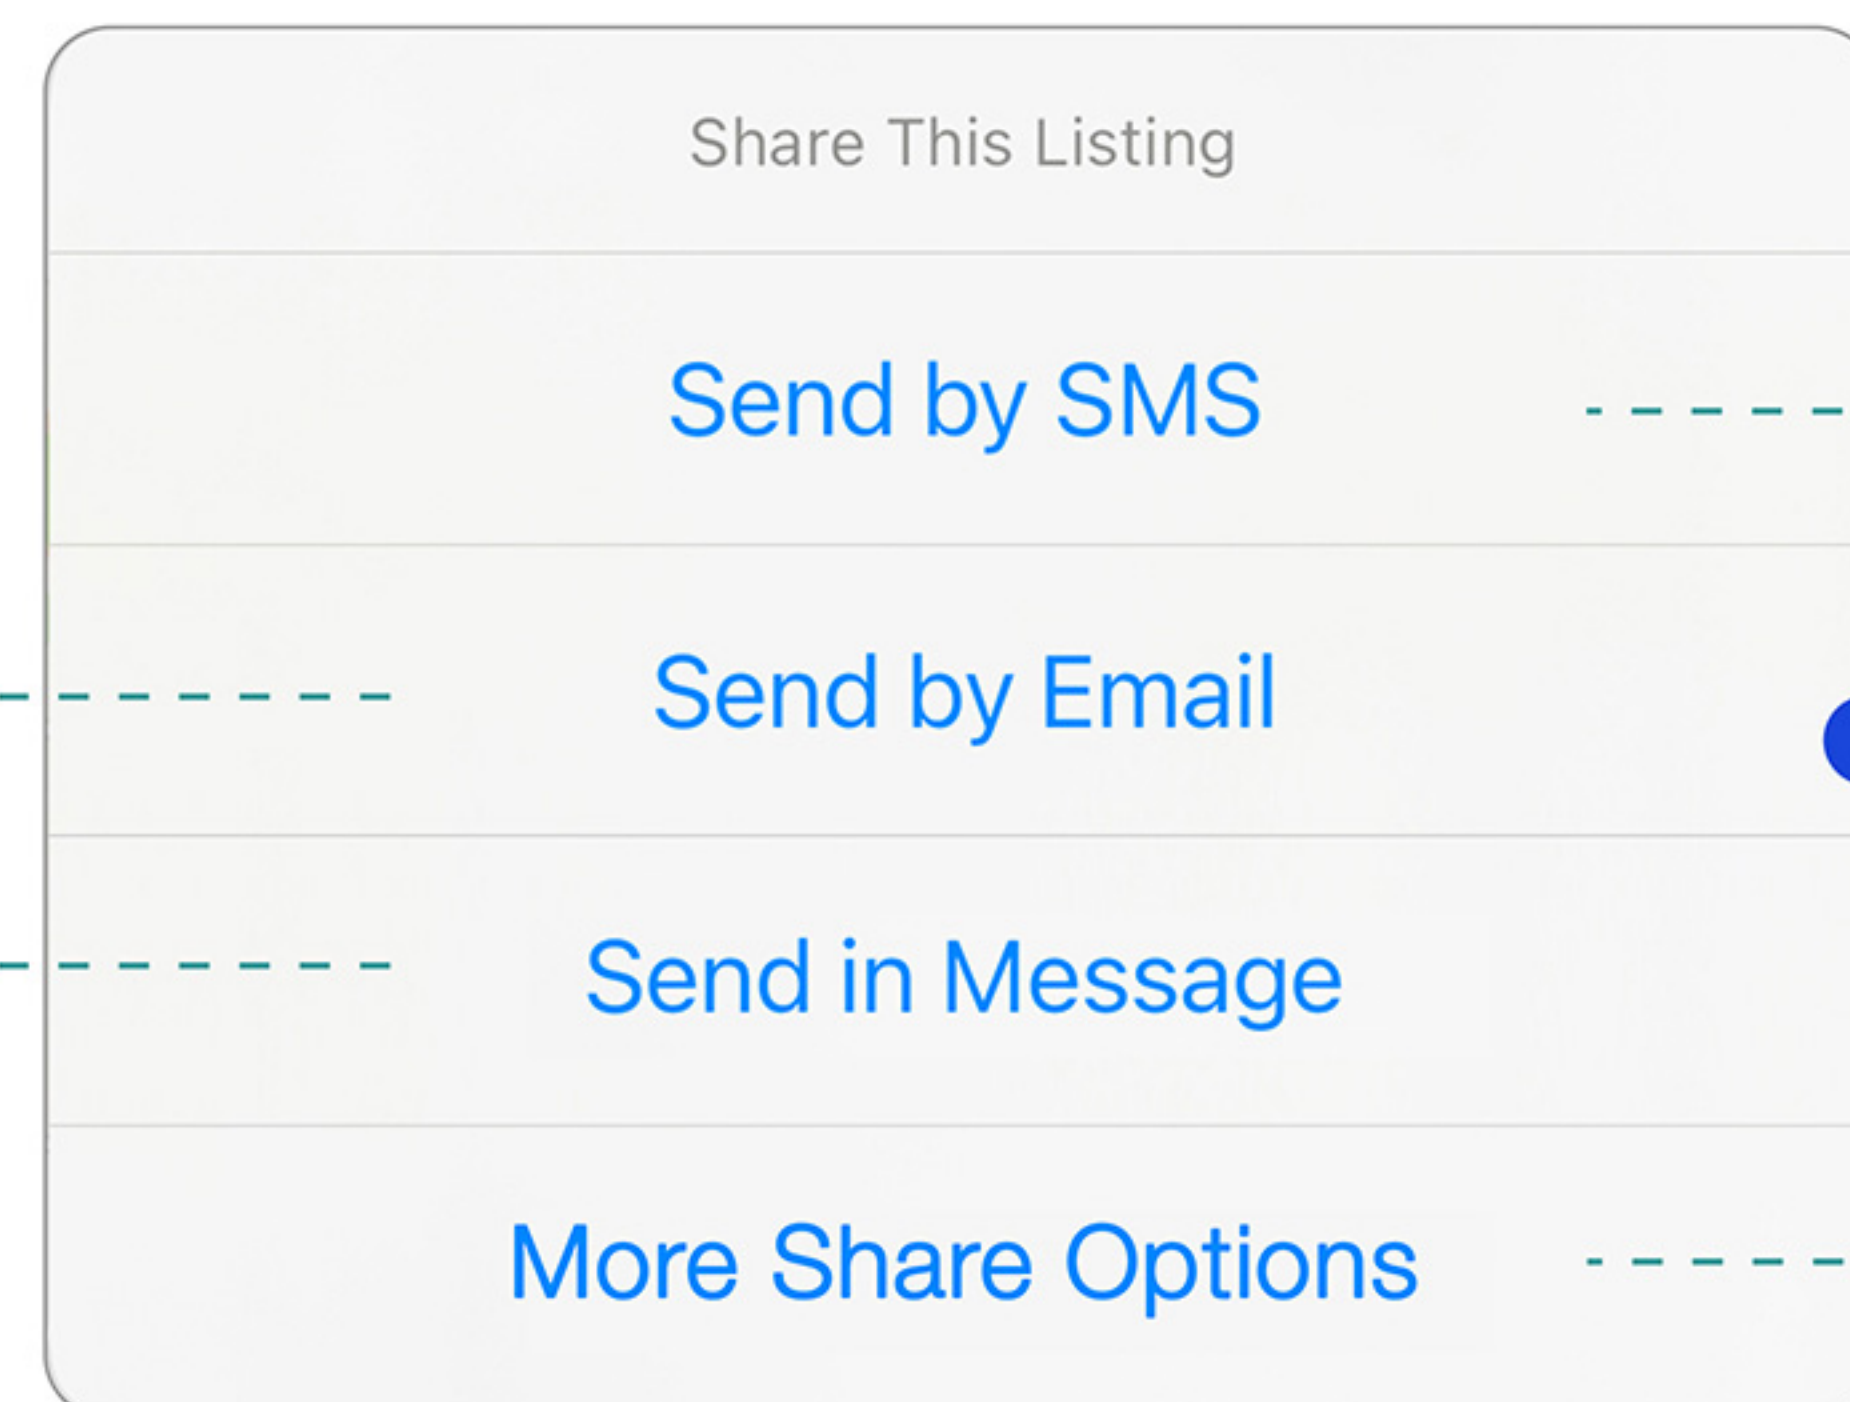 Share This Listing
Send by SMS
Send by Email
Send in Message
More Share Options